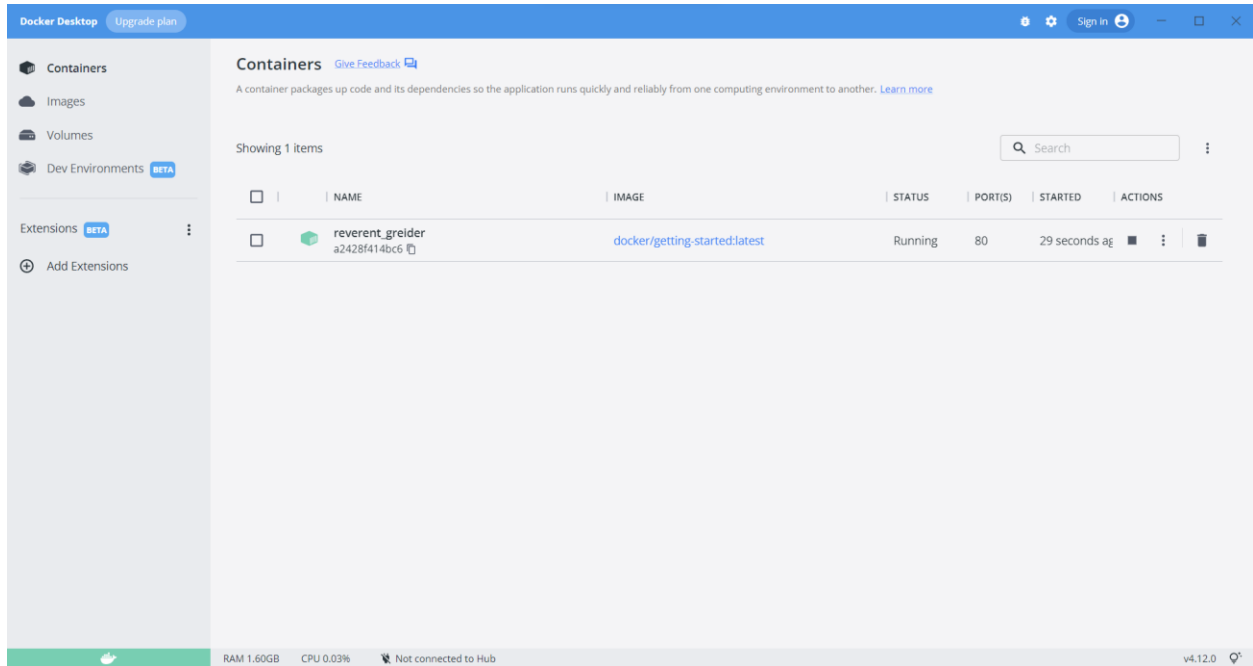 Docker Desktop Upgrade plan Sign in
Containers
Images
Volumes
Dev Environments BETA
Extensions BETA
Add Extensions
Containers Give Feedback
A container packages up code and its dependencies so the application runs quickly and reliably from one computing environment to another. Learn more
Showing 1 items Search
NAME IMAGE STATUS PORT(S) STARTED ACTIONS
reverent_greider docker/getting-started:latest Running 80 29 seconds ag
a2428f414bc6
RAM 1.60GB CPU 0.03% Not connected to Hub v4.12.0